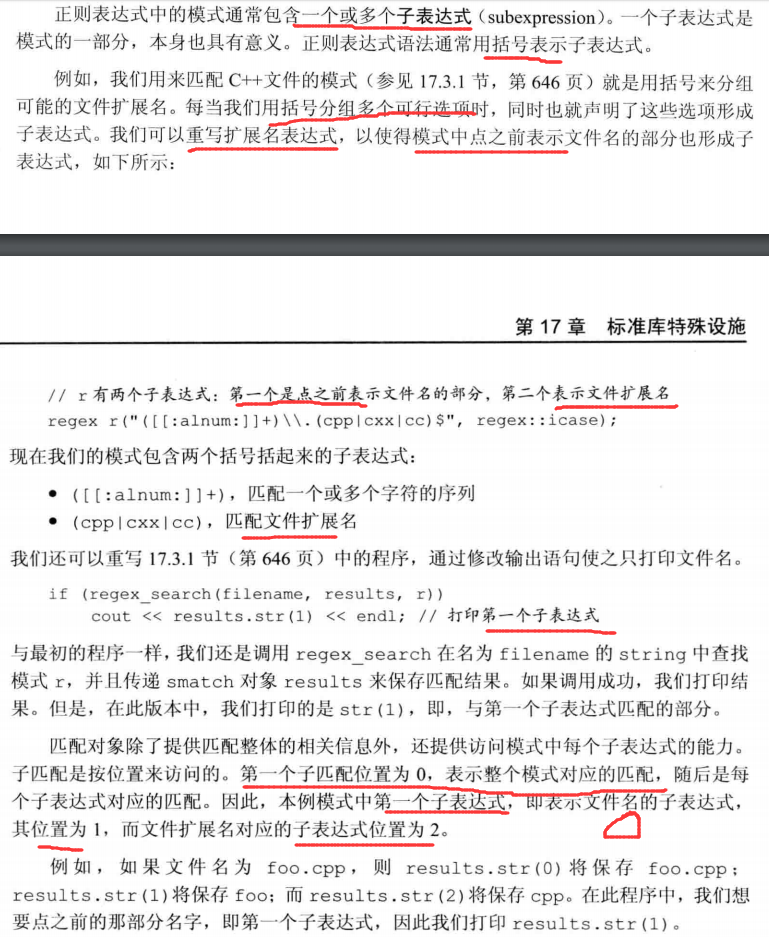 正则表达式中的模式通常包含一个或多个子表达式（subexpression）。一个子表达式是
模式的一部分，本身也具有意义。正则表达式语法通常用括号表示子表达式。
例如，我们用来匹配 C++文件的模式（参见 17.3.1 节，第 646 页）就是用括号来分组
可能的文件扩展名。每当我们用括号分组多个可行选项时，同时也就声明了这些选项形成
子表达式。我们可以重写扩展名表达式，以使得模式中点之前表示文件名的部分也形成子
表达式，如下所示：
第 17 章 标准库特殊设施
// r 有两个子表达式：第一个是点之前表示文件名的部分，第二个表示文件扩展名
regex r("([[:alnum:]]+)\\.(cpp|cxx|cc)$", regex::icase);
现在我们的模式包含两个括号括起来的子表达式：
• ([[:alnum:]]+)，匹配一个或多个字符的序列
• (cpp|cxx|cc)，匹配文件扩展名
我们还可以重写 17.3.1 节（第 646 页）中的程序，通过修改输出语句使之只打印文件名。
if (regex_search(filename, results, r))
cout << results.str(1) << endl; // 打印第一个子表达式
与最初的程序一样，我们还是调用 regex_search 在名为 filename 的 string 中查找
模式 r，并且传递 smatch 对象 results 来保存匹配结果。如果调用成功，我们打印结
果。但是，在此版本中，我们打印的是 str(1)，即，与第一个子表达式匹配的部分。
匹配对象除了提供匹配整体的相关信息外，还提供访问模式中每个子表达式的能力。
子匹配是按位置来访问的。第一个子匹配位置为 0，表示整个模式对应的匹配，随后是每
个子表达式对应的匹配。因此，本例模式中第一个子表达式，即表示文件名的子表达式，
其位置为 1，而文件扩展名对应的子表达式位置为 2。
例如，如果文件名为 foo.cpp，则 results.str(0)将保存 foo.cpp；
results.str(1)将保存 foo；而 results.str(2)将保存 cpp。在此程序中，我们想
要点之前的那部分名字，即第一个子表达式，因此我们打印 results.str(1)。